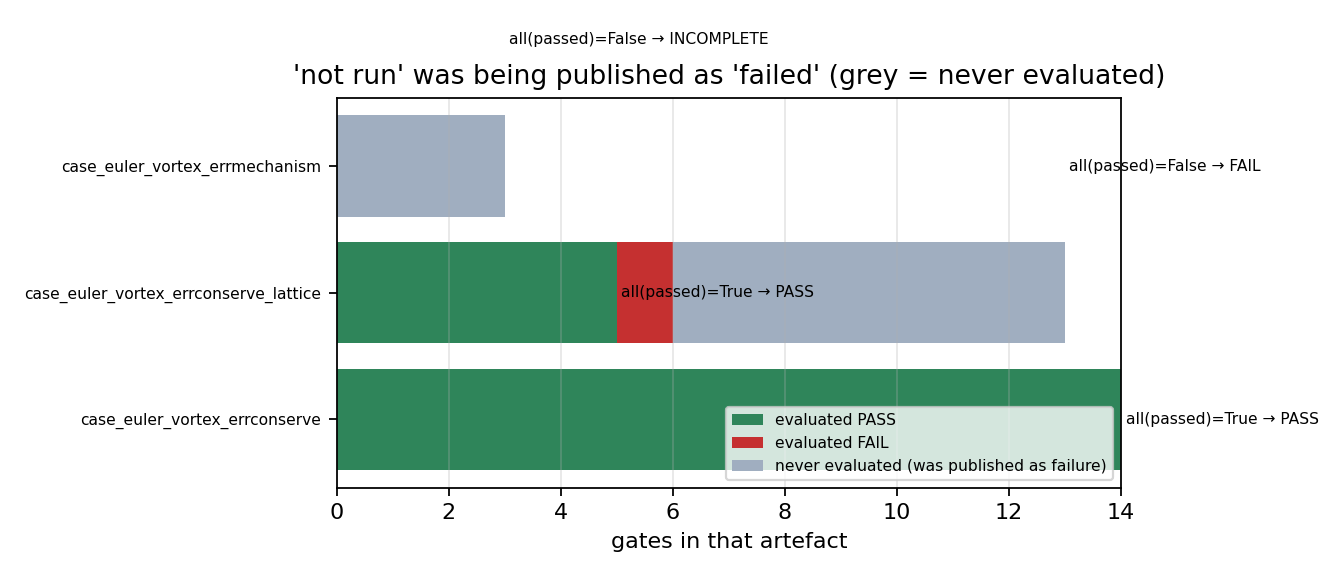 all(passed)=False → INCOMPLETE
'not run' was being published as 'failed' (grey = never evaluated)
case_euler_vortex_errmechanism
all(passed)=False → FAIL
case_euler_vortex_errconserve_lattice
all(passed)=True → PASS
case_euler_vortex_errconserve
all(passed)=True → PASS
evaluated PASS
evaluated FAIL
never evaluated (was published as failure)
0 2 4 6 8 10 12 14
gates in that artefact